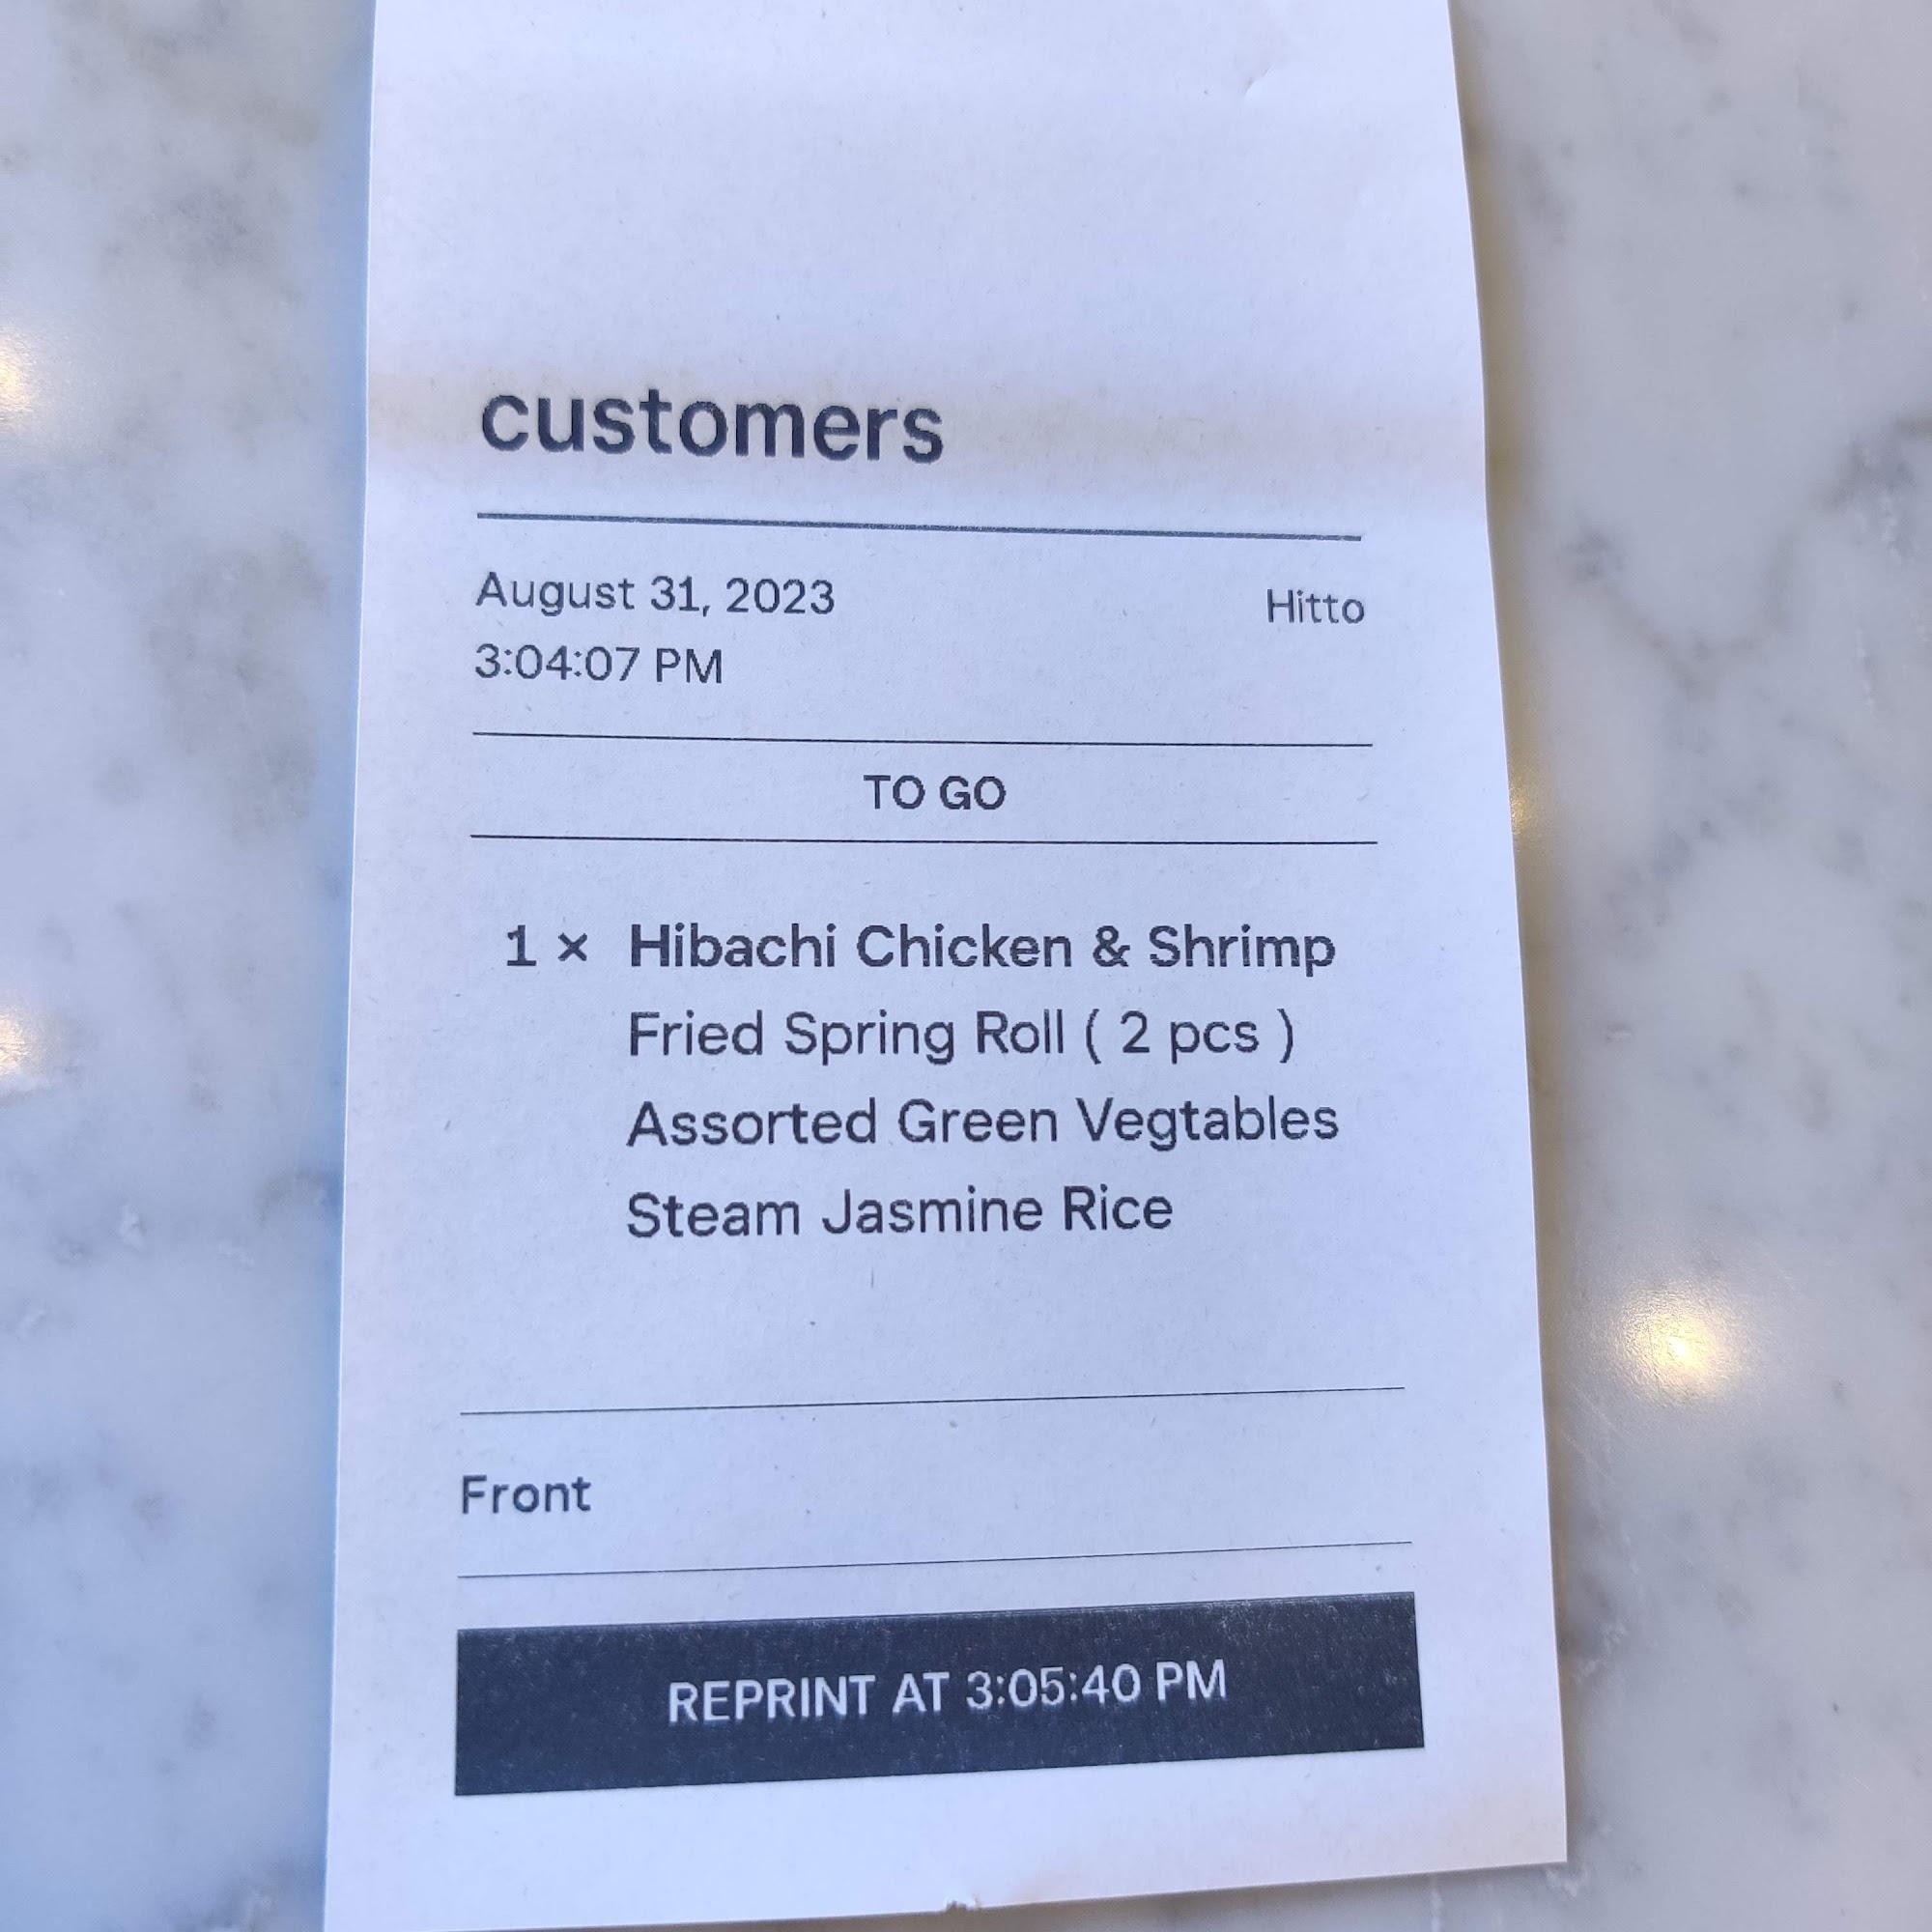 customers
August 31, 2023 Hitto
3:04:07 PM
TO GO
1 × Hibachi Chicken & Shrimp
Fried Spring Roll ( 2 pcs )
Assorted Green Vegtables
Steam Jasmine Rice
Front
REPRINT AT 3:05:40 PM